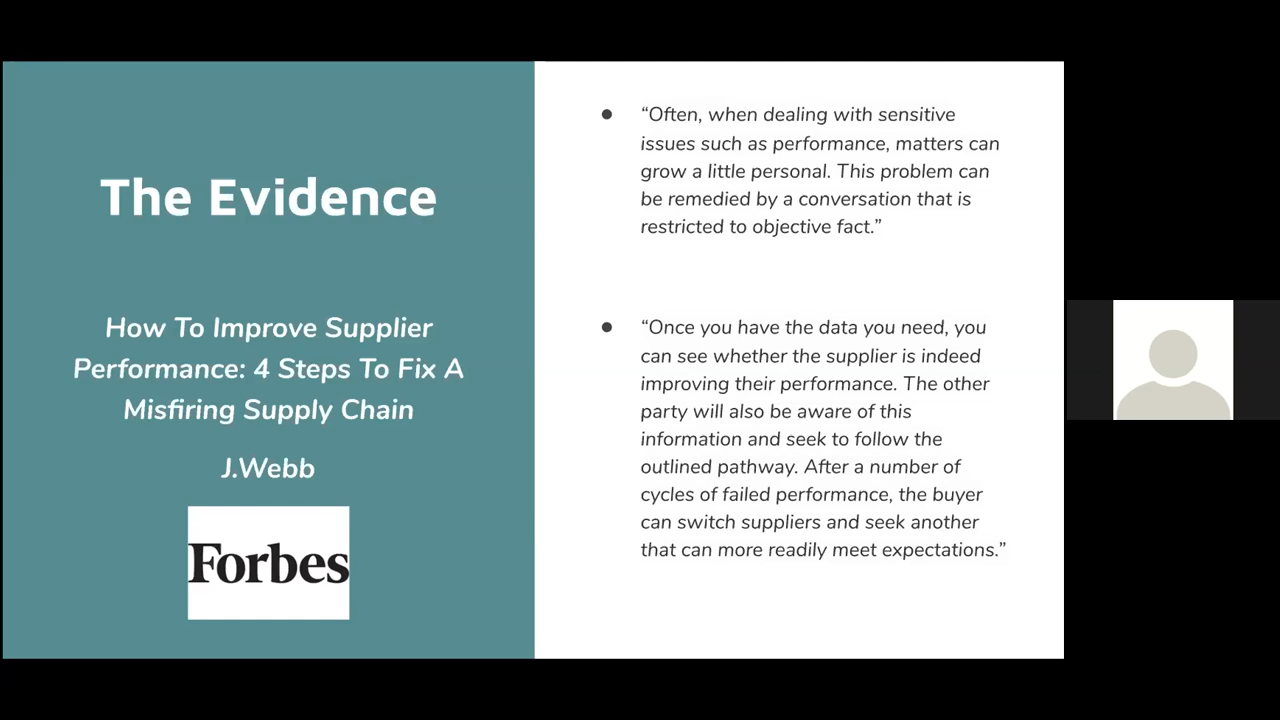 The Evidence
How To Improve Supplier
Performance: 4 Steps To Fix A
Misfiring Supply Chain
J.Webb
Forbes
● “Often, when dealing with sensitive
issues such as performance, matters can
grow a little personal. This problem can
be remedied by a conversation that is
restricted to objective fact.”
● “Once you have the data you need, you
can see whether the supplier is indeed
improving their performance. The other
party will also be aware of this
information and seek to follow the
outlined pathway. After a number of
cycles of failed performance, the buyer
can switch suppliers and seek another
that can more readily meet expectations.”